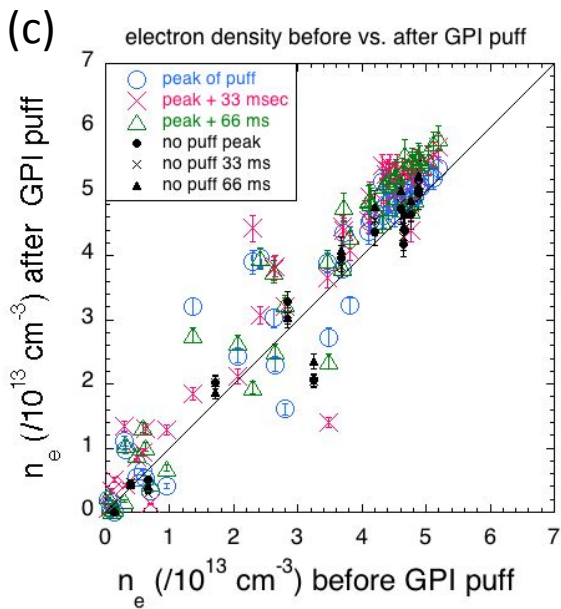 (c)
electron density before vs. after GPI puff
n_e (/10^13 cm^-3) after GPI puff
7
6
5
4
3
2
1
0
peak of puff
peak + 33 msec
peak + 66 ms
no puff peak
no puff 33 ms
no puff 66 ms
0 1 2 3 4 5 6 7
n_e (/10^13 cm^-3) before GPI puff